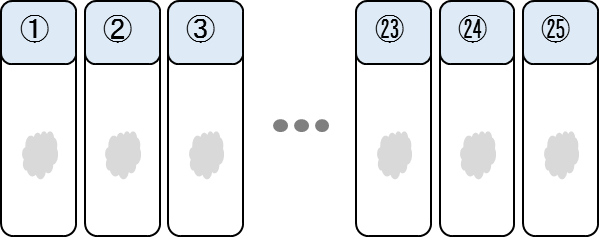 ① ② ③ ㉓ ㉔ ㉕